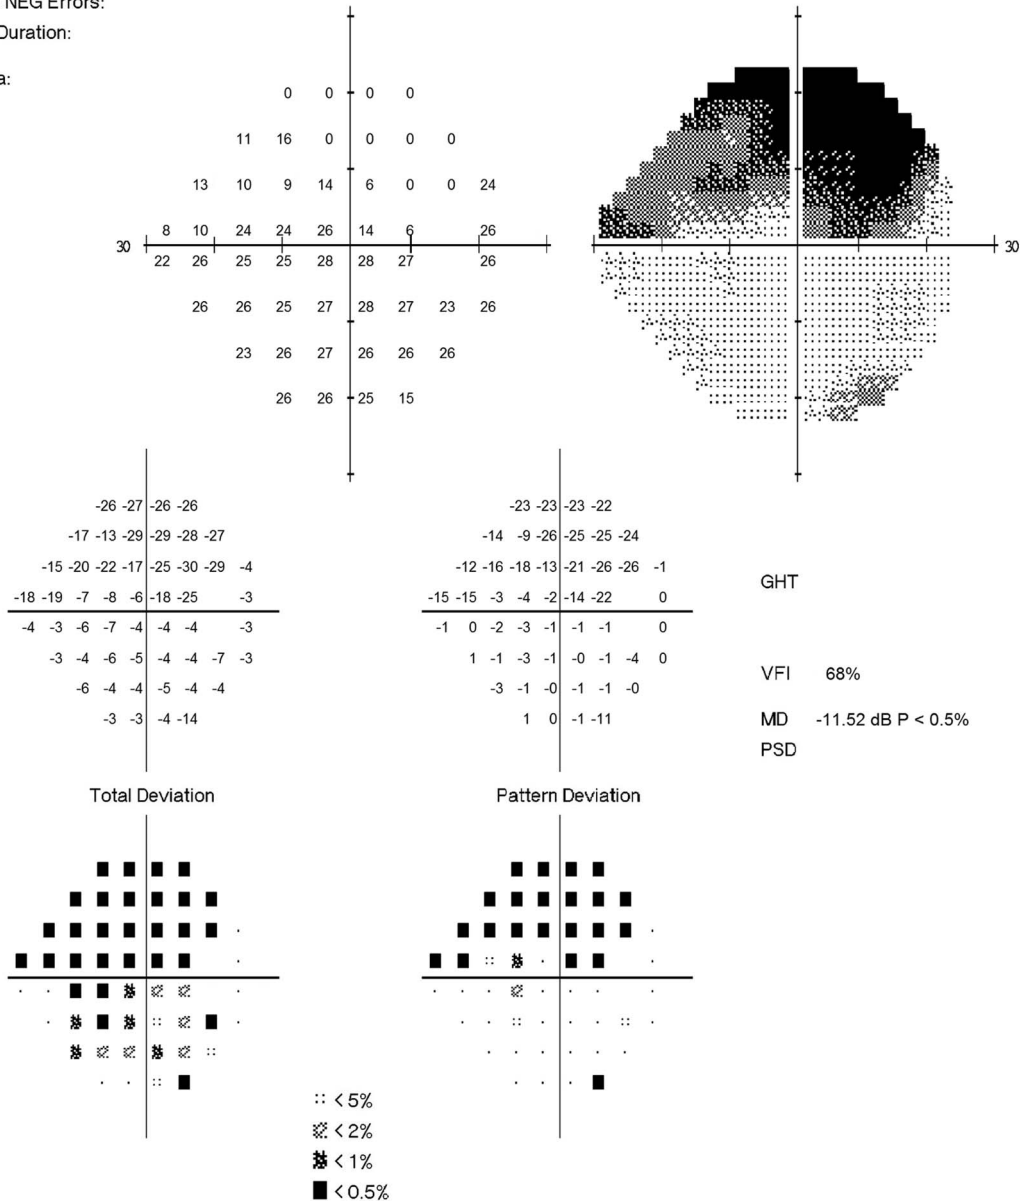 NEG Errors:
Duration:
a:
0 0 0 0
11 16 0 0 0 0
13 10 9 14 6 0 0 24
8 10 24 24 26 14 6 26
30 30
22 26 25 25 28 28 27 26
26 26 25 27 28 27 23 26
23 26 27 26 26 26
26 26 25 15
-26 -27 -26 -26 -23 -23 -23 -22
-17 -13 -29 -29 -28 -27 -14 -9 -26 -25 -25 -24
-15 -20 -22 -17 -25 -30 -29 -4 -12 -16 -18 -13 -21 -26 -26 -1
GHT
-18 -19 -7 -8 -6 -18 -25 -3 -15 -15 -3 -4 -2 -14 -22 0
-4 -3 -6 -7 -4 -4 -4 -3 -1 0 -2 -3 -1 -1 -1 0
-3 -4 -6 -5 -4 -4 -7 -3 1 -1 -3 -1 -0 -1 -4 0
VFI 68%
-6 -4 -4 -5 -4 -4 -3 -1 -0 -1 -1 -0
-3 -3 -4 -14 1 0 -1 -11
MD -11.52 dB P < 0.5%
PSD
Total Deviation Pattern Deviation
< 5%
< 2%
< 1%
< 0.5%